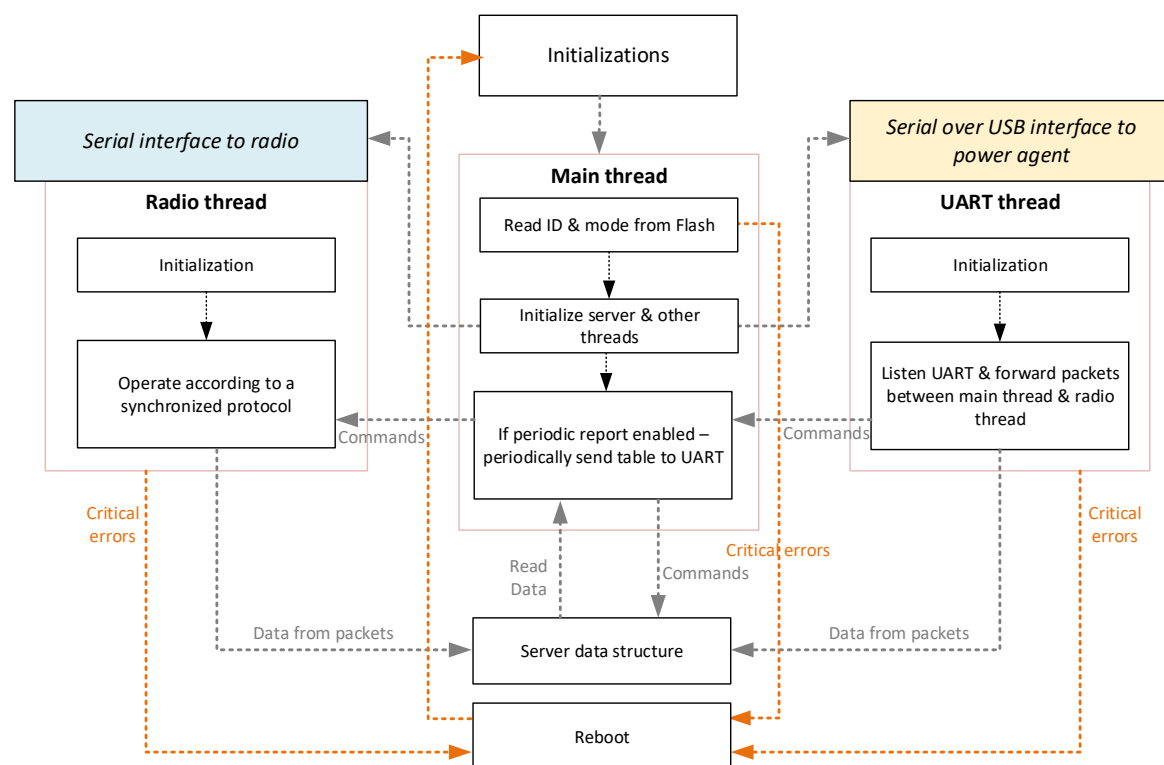 Initializations
Serial interface to radio
Serial over USB interface to
power agent
Main thread
Radio thread
UART thread
Read ID & mode from Flash
Initialization
Initialization
Initialize server & other
threads
Operate according to a
synchronized protocol
Listen UART & forward packets
between main thread & radio
thread
If periodic report enabled –
periodically send table to UART
Commands
Commands
Critical
errors
Critical
errors
Critical errors
Read
Data
Commands
Data from packets
Data from packets
Server data structure
Reboot